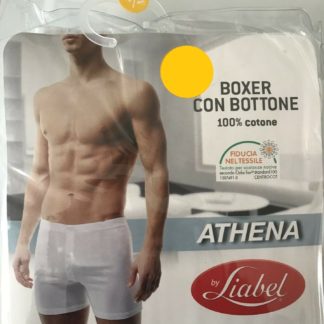 BOXER
CON BOTTONE
100% cotone
FIDUCIA
NEL TESSILE
ATHENA
by Liabel